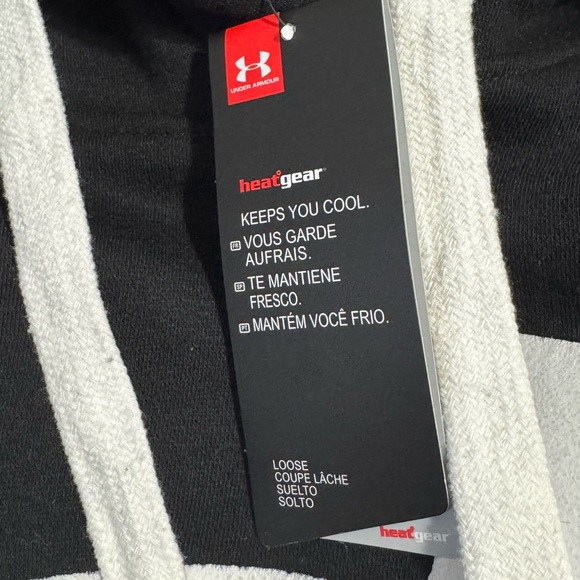 UNDER ARMOUR
heatgear
KEEPS YOU COOL.
FR VOUS GARDE
AUFRAIS.
SP TE MANTIENE
FRESCO.
PT MANTÉM VOCÊ FRIO.
LOOSE
COUPE LÂCHE
SUELTO
SOLTO
heatgear